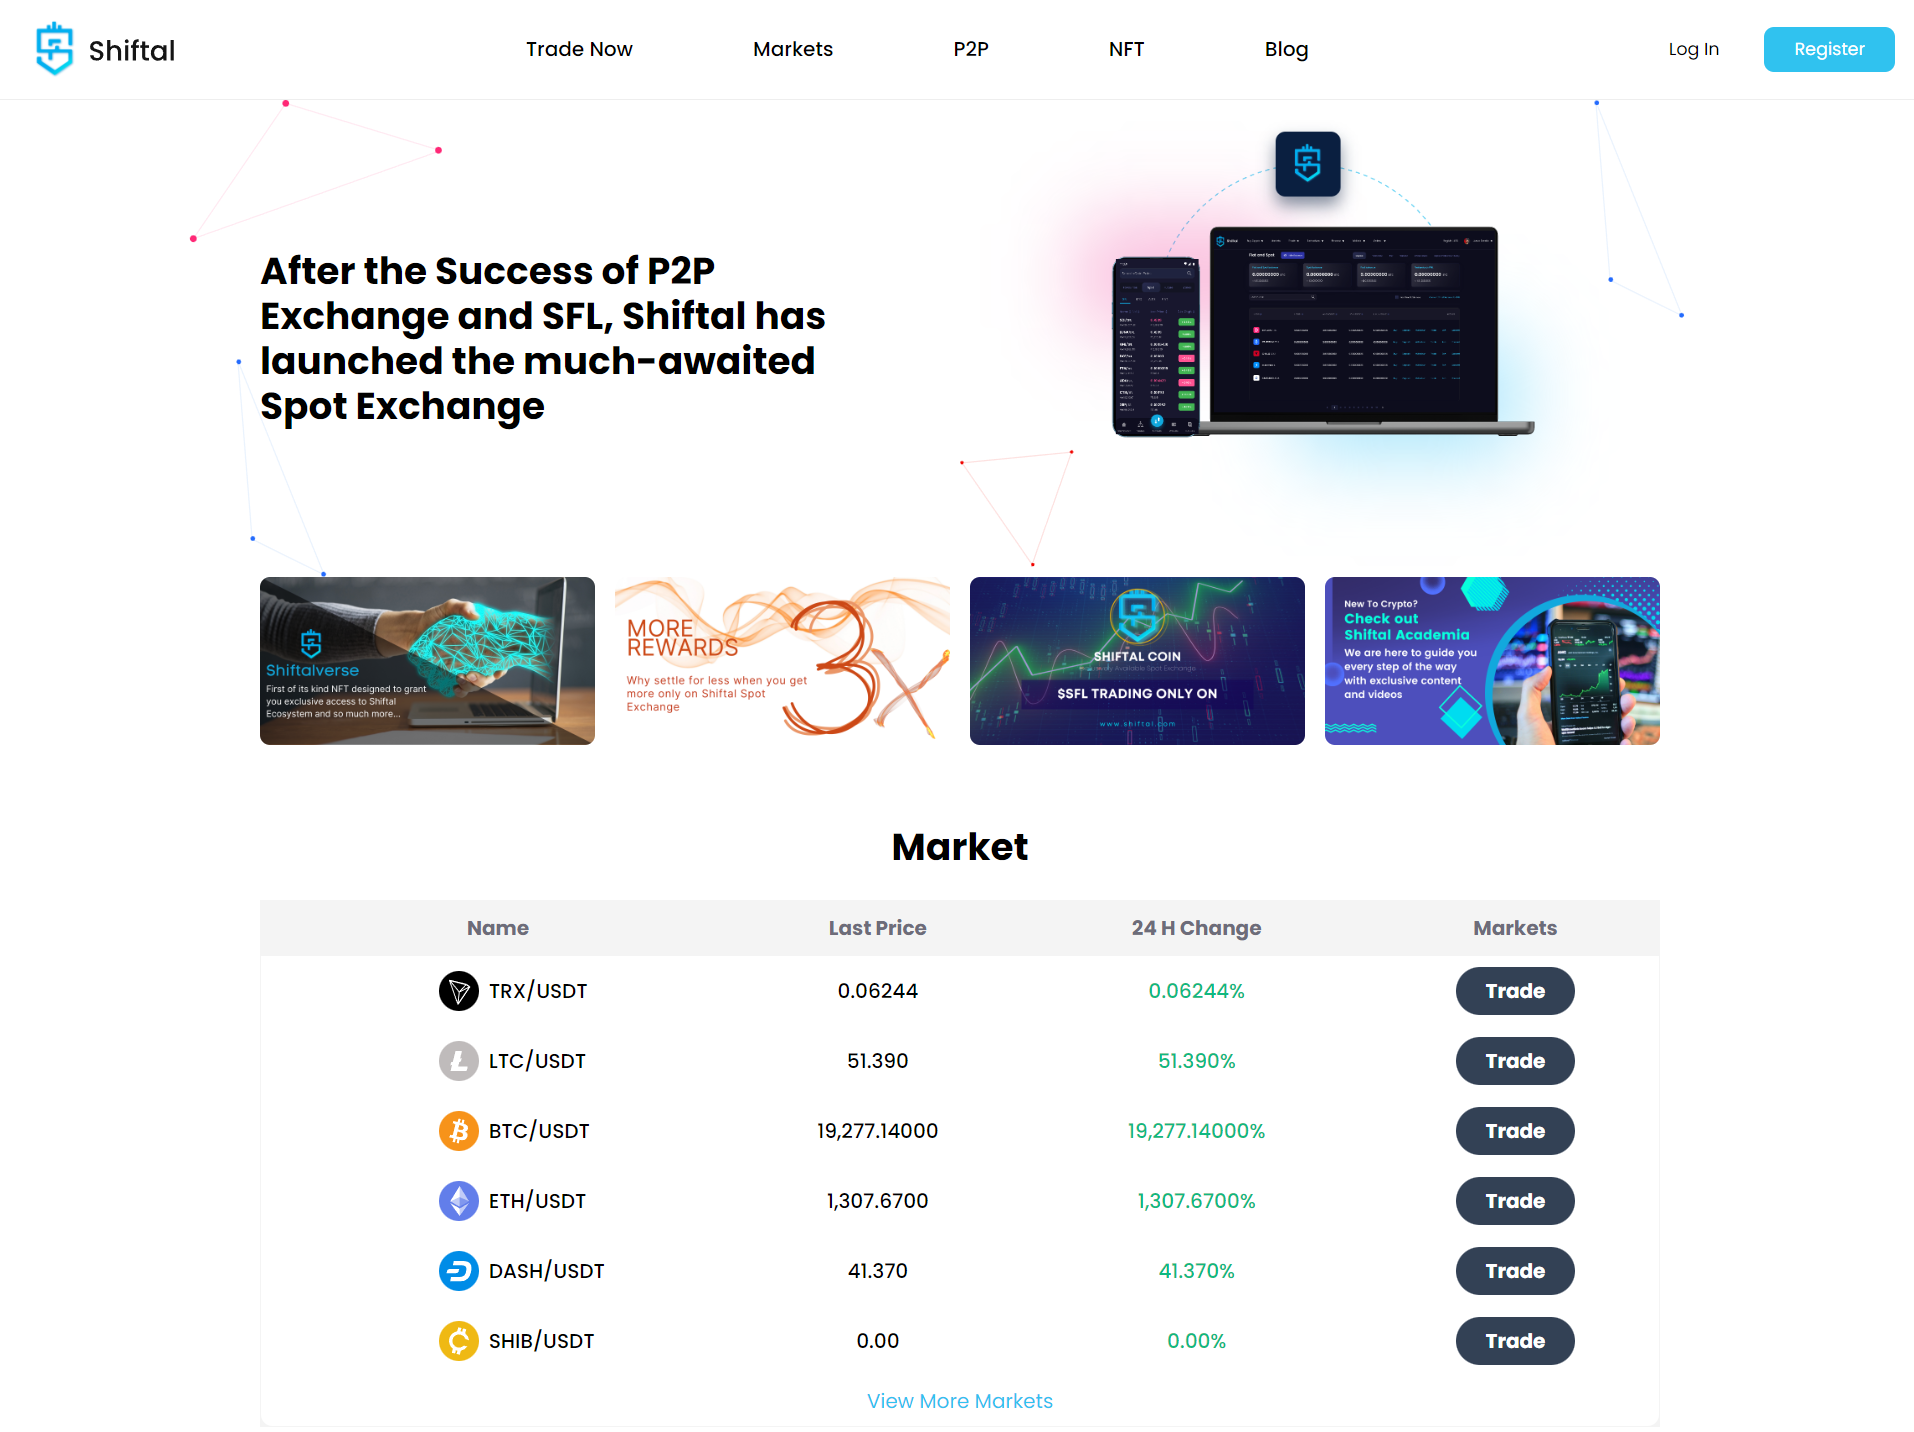 Shiftal
Trade Now
Markets
P2P
NFT
Blog
Log In
Register
After the Success of P2P
Exchange and SFL, Shiftal has
launched the much-awaited
Spot Exchange
Shiftalverse
First of its kind NFT designed to grant
you exclusive access to Shiftal
Ecosystem and so much more...
MORE
REWARDS
3X
Why settle for less when you get
more only on Shiftal Spot
Exchange
SHIFTAL COIN
Available Spot Exchange
$SFL TRADING ONLY ON
www.shiftal.com
New To Crypto?
Check out
Shiftal Academia
We are here to guide you
every step of the way
with exclusive content
and videos
Market
Name Last Price 24 H Change Markets
TRX/USDT 0.06244 0.06244% Trade
LTC/USDT 51.390 51.390% Trade
BTC/USDT 19,277.14000 19,277.14000% Trade
ETH/USDT 1,307.6700 1,307.6700% Trade
DASH/USDT 41.370 41.370% Trade
SHIB/USDT 0.00 0.00% Trade
View More Markets